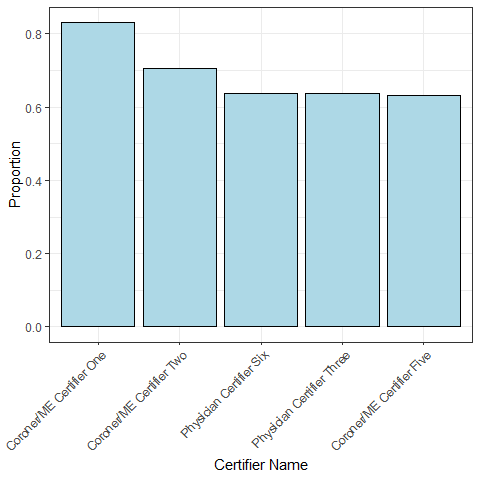 0.8
0.6
0.4
0.2
0.0
Proportion
Coroner/ME Certifier One
Coroner/ME Certifier Two
Physician Certifier Six
Physician Certifier Three
Coroner/ME Certifier Five
Certifier Name